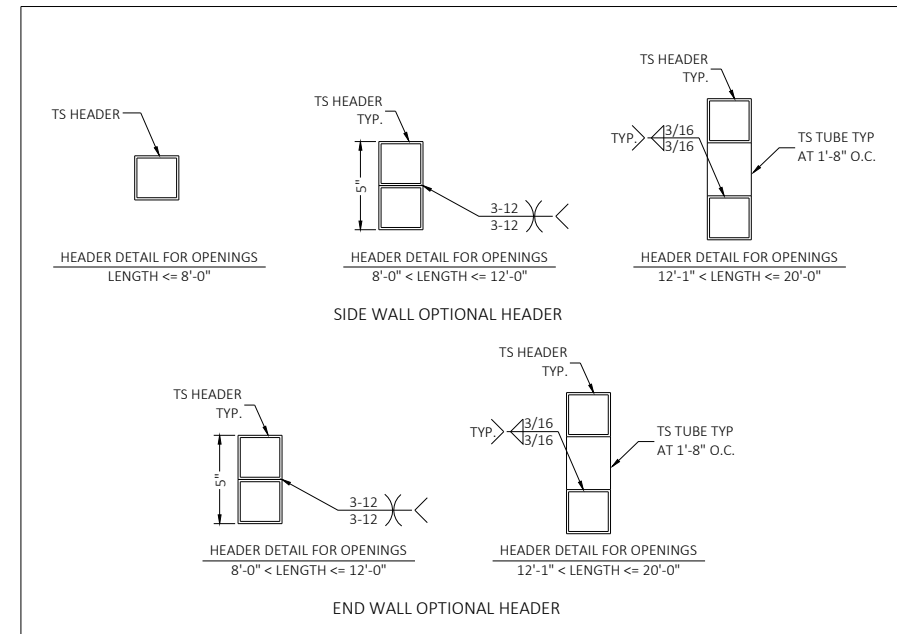 TS HEADER
HEADER DETAIL FOR OPENINGS
LENGTH <= 8'-0"
TS HEADER
TYP.
5"
3-12
3-12
HEADER DETAIL FOR OPENINGS
8'-0" < LENGTH <= 12'-0"
TS HEADER
TYP.
TYP.
3/16
3/16
TS TUBE TYP
AT 1'-8" O.C.
HEADER DETAIL FOR OPENINGS
12'-1" < LENGTH <= 20'-0"
SIDE WALL OPTIONAL HEADER
TS HEADER
TYP.
5"
3-12
3-12
HEADER DETAIL FOR OPENINGS
8'-0" < LENGTH <= 12'-0"
TS HEADER
TYP.
TYP.
3/16
3/16
TS TUBE TYP
AT 1'-8" O.C.
HEADER DETAIL FOR OPENINGS
12'-1" < LENGTH <= 20'-0"
END WALL OPTIONAL HEADER